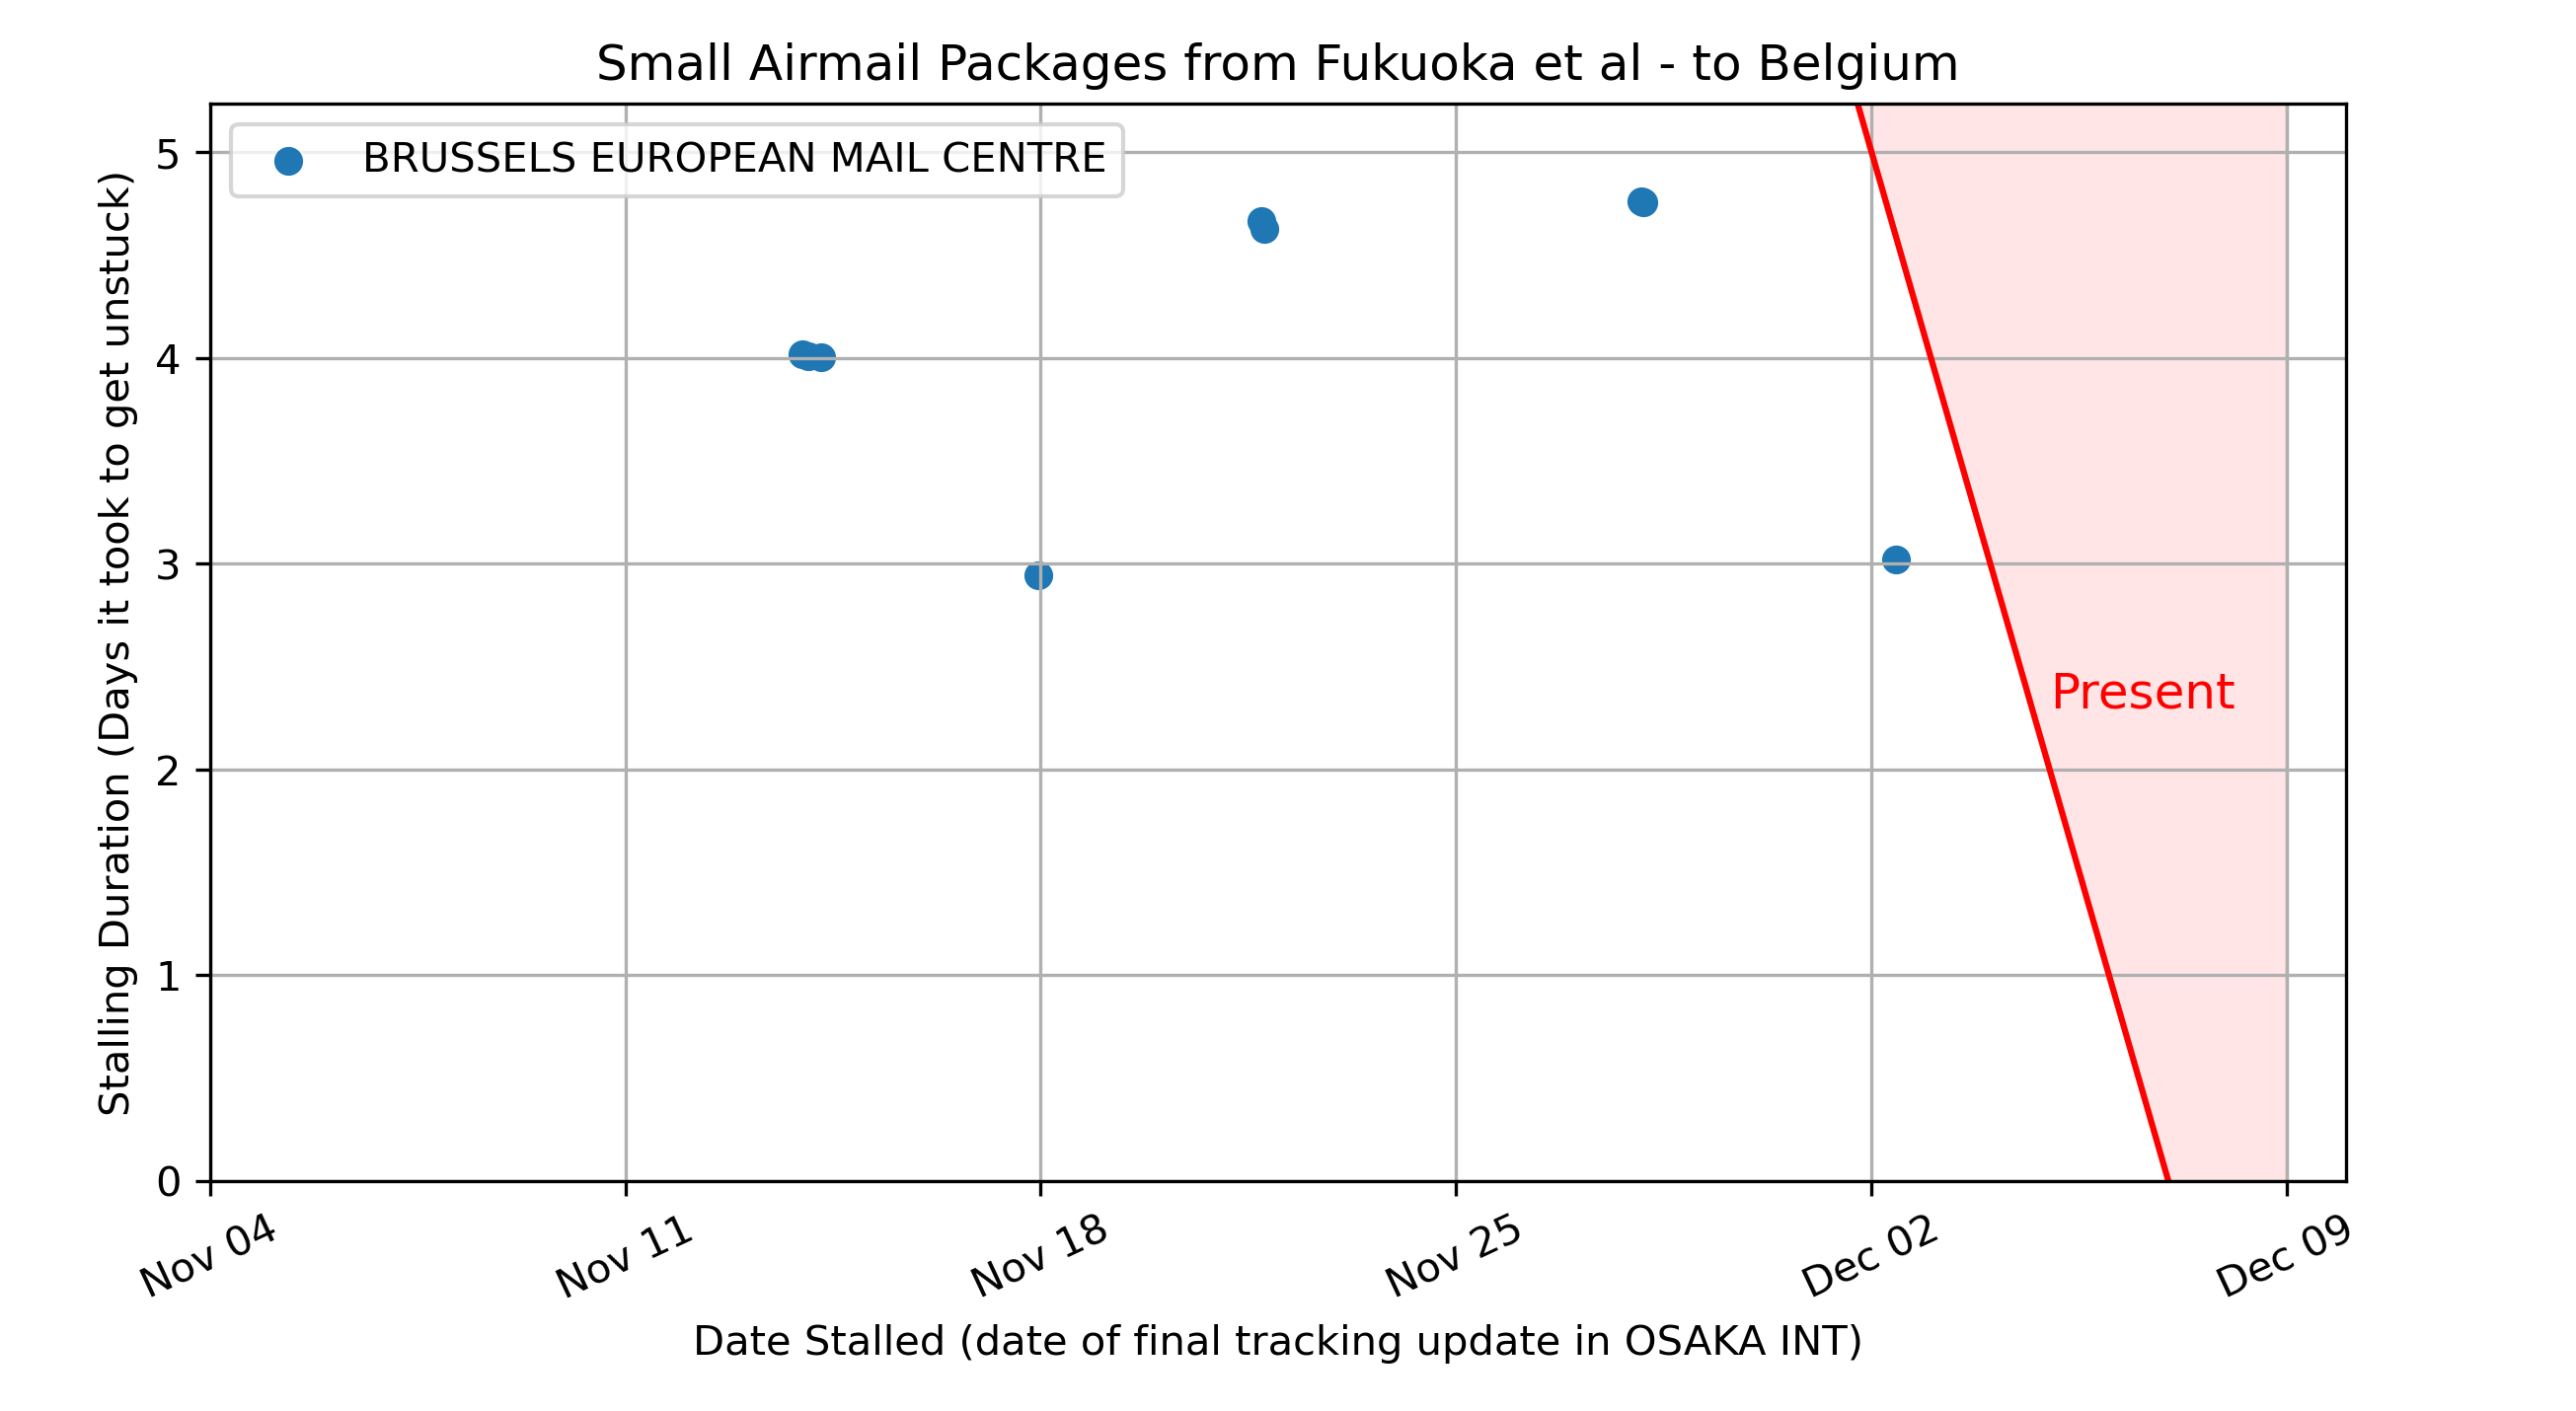 Small Airmail Packages from Fukuoka et al - to Belgium
BRUSSELS EUROPEAN MAIL CENTRE
Stalling Duration (Days it took to get unstuck)
5
4
3
2
1
0
Present
Nov 04
Nov 11
Nov 18
Nov 25
Dec 02
Dec 09
Date Stalled (date of final tracking update in OSAKA INT)